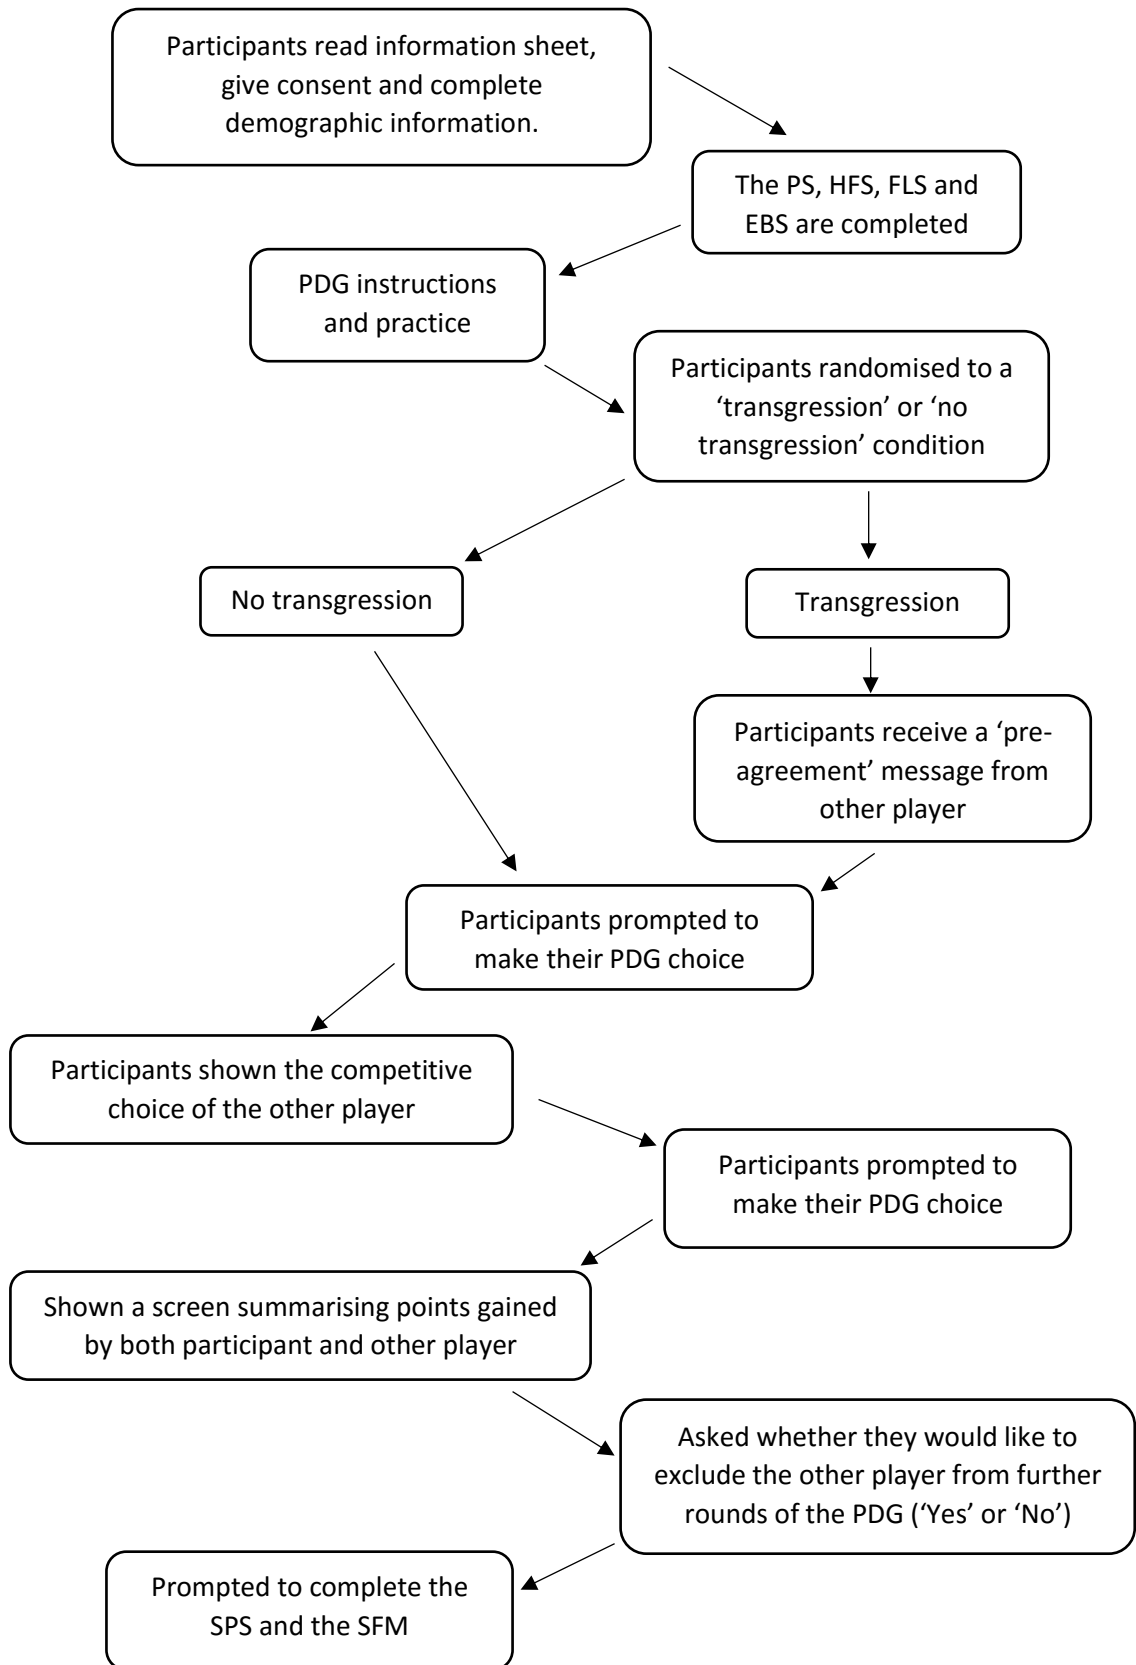 Participants read information sheet,
give consent and complete
demographic information.
The PS, HFS, FLS and
EBS are completed
PDG instructions
and practice
Participants randomised to a
‘transgression’ or ‘no
transgression’ condition
No transgression
Transgression
Participants receive a ‘pre-
agreement’ message from
other player
Participants prompted to
make their PDG choice
Participants shown the competitive
choice of the other player
Participants prompted to
make their PDG choice
Shown a screen summarising points gained
by both participant and other player
Asked whether they would like to
exclude the other player from further
rounds of the PDG (‘Yes’ or ‘No’)
Prompted to complete the
SPS and the SFM